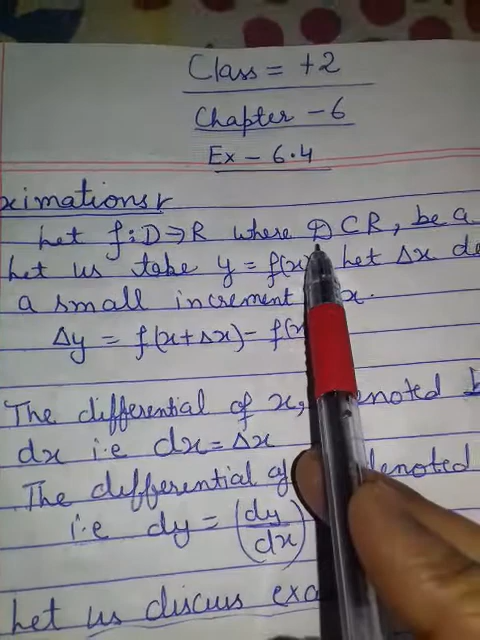 Class = +2
Chapter - 6
Ex - 6.4
ximations
Let f: D → R where D ⊂ R, be a
Let us take y = f(x) Let Δx de
a small increment x.
Δy = f(x+Δx) - f(
The differential of x, enoted
dx i.e dx = Δx
The differential of denoted
i.e dy = (dy/dx)
Let us discuss exa